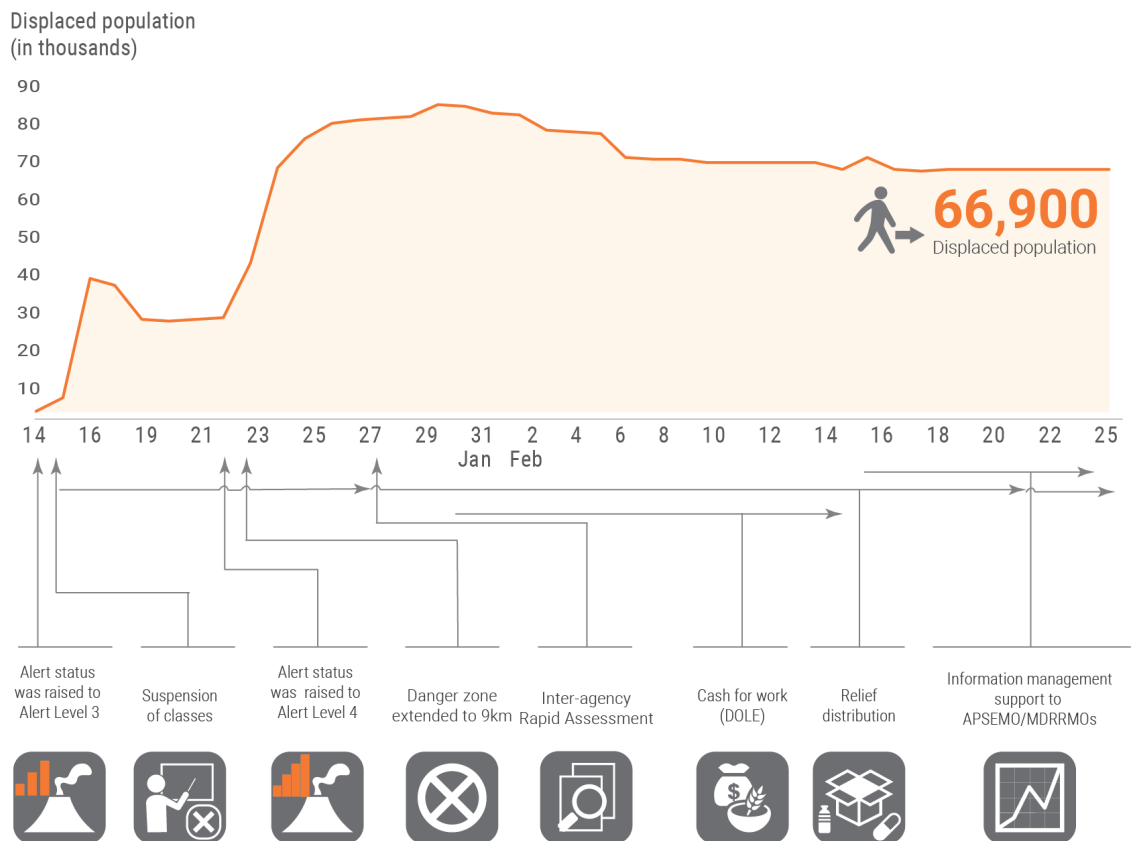 Displaced population
(in thousands)
90
80
70
60
50
40
30
20
10
66,900
Displaced population
14 16 19 21 23 25 27 29 31 2 4 6 8 10 12 14 16 18 20 22 25
Jan Feb
Alert status
was raised to
Alert Level 3
Suspension
of classes
Alert status
was raised to
Alert Level 4
Danger zone
extended to 9km
Inter-agency
Rapid Assessment
Cash for work
(DOLE)
Relief
distribution
Information management
support to
APSEMO/MDRRMOs
$